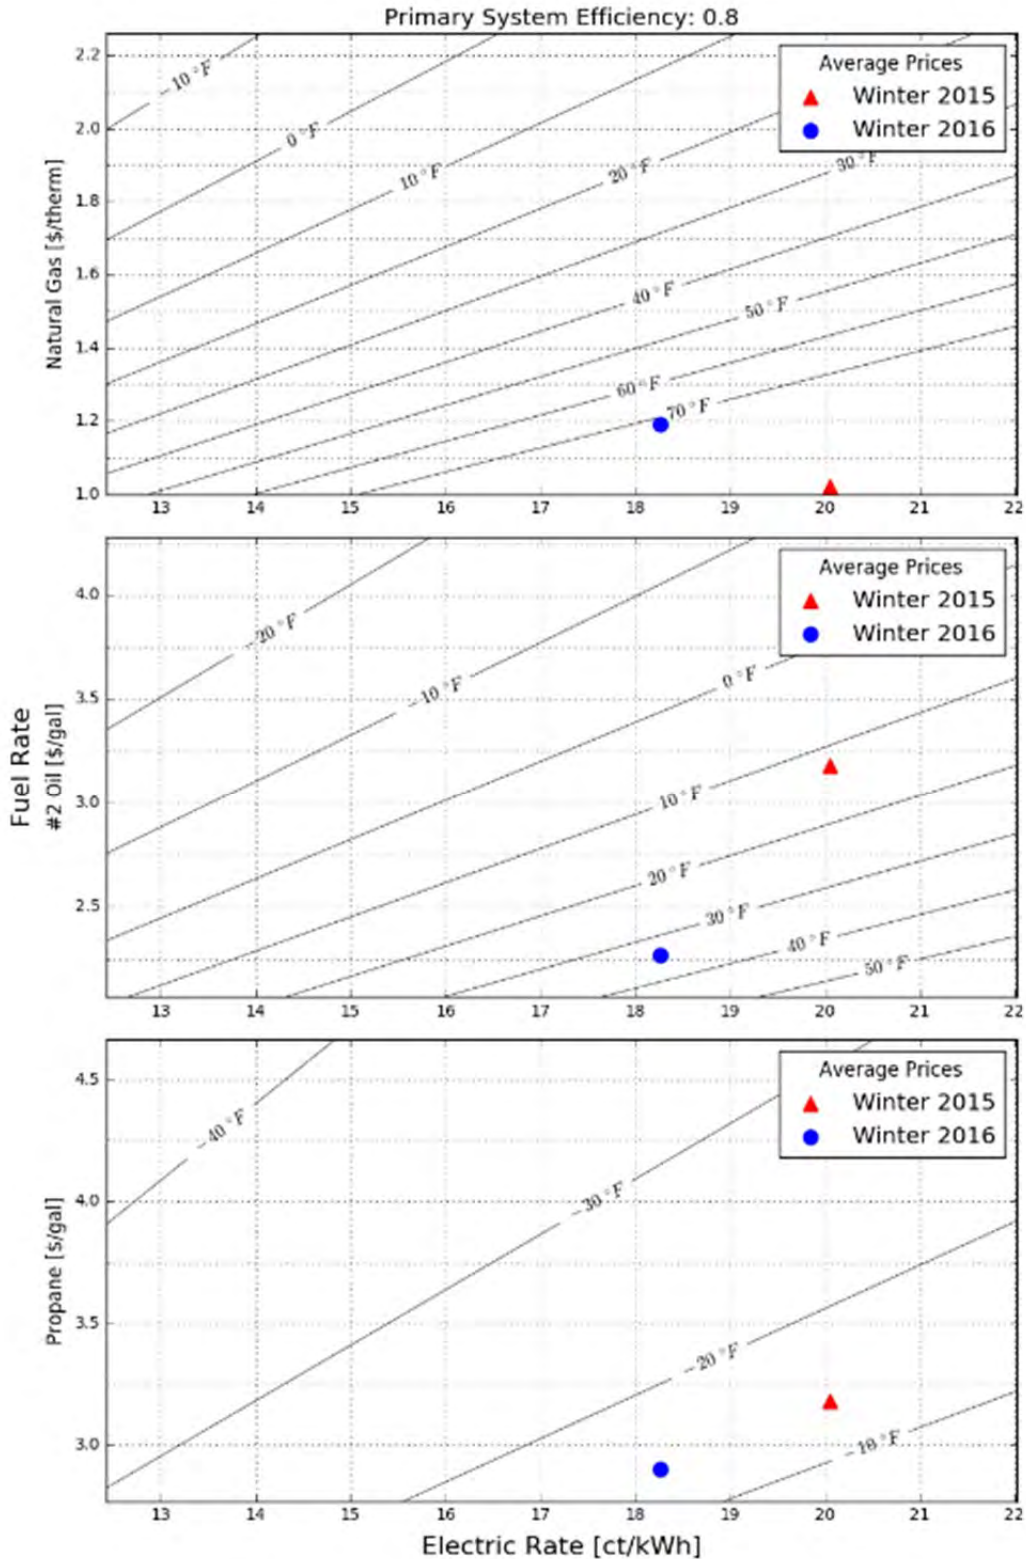 Primary System Efficiency: 0.8
Natural Gas [$/therm]
2.2
2.0
1.8
1.6
1.4
1.2
1.0
−10 °F
0 °F
10 °F
20 °F
30 °F
40 °F
50 °F
60 °F
70 °F
Average Prices
Winter 2015
Winter 2016
13 14 15 16 17 18 19 20 21 22
Fuel Rate
#2 Oil [$/gal]
4.0
3.5
3.0
2.5
−20 °F
−10 °F
0 °F
10 °F
20 °F
30 °F
40 °F
50 °F
Average Prices
Winter 2015
Winter 2016
13 14 15 16 17 18 19 20 21 22
Propane [$/gal]
4.5
4.0
3.5
3.0
−40 °F
−30 °F
−20 °F
−10 °F
Average Prices
Winter 2015
Winter 2016
13 14 15 16 17 18 19 20 21 22
Electric Rate [ct/kWh]